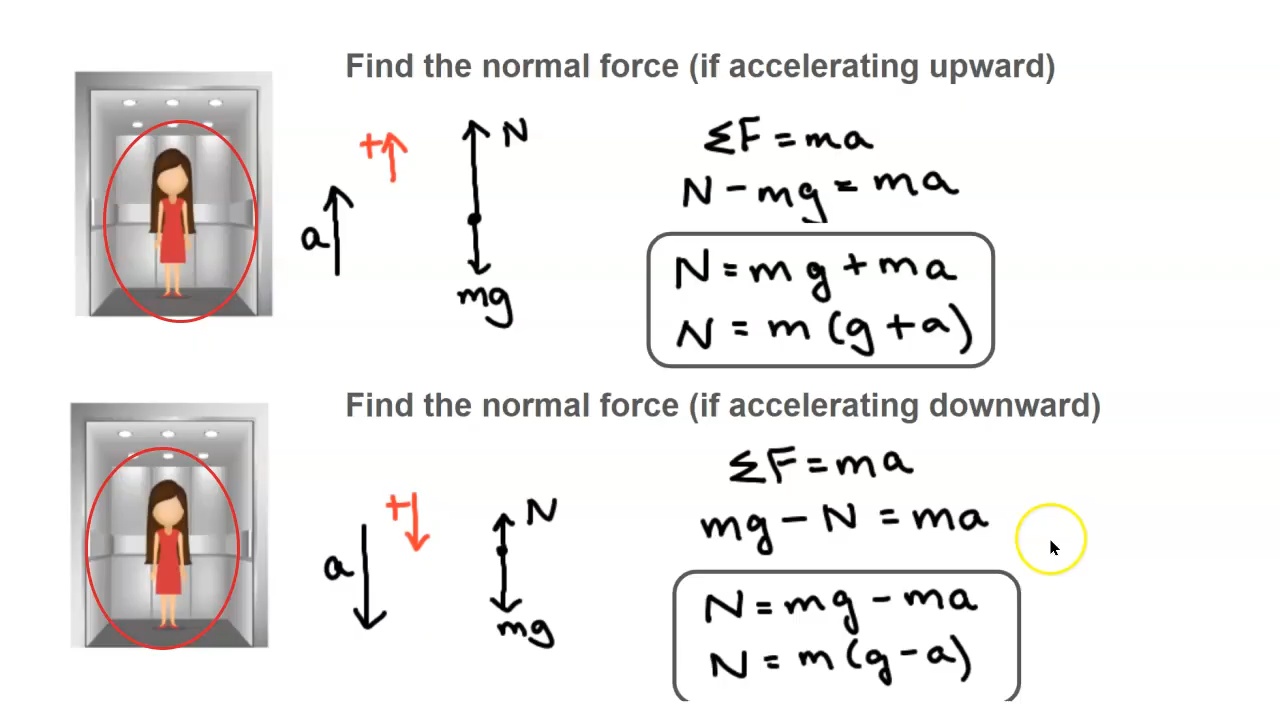 Find the normal force (if accelerating upward)
+
N
a
mg
ΣF = ma
N - mg = ma
N = mg + ma
N = m (g + a)
Find the normal force (if accelerating downward)
+
N
a
mg
ΣF = ma
mg - N = ma
N = mg - ma
N = m (g - a)